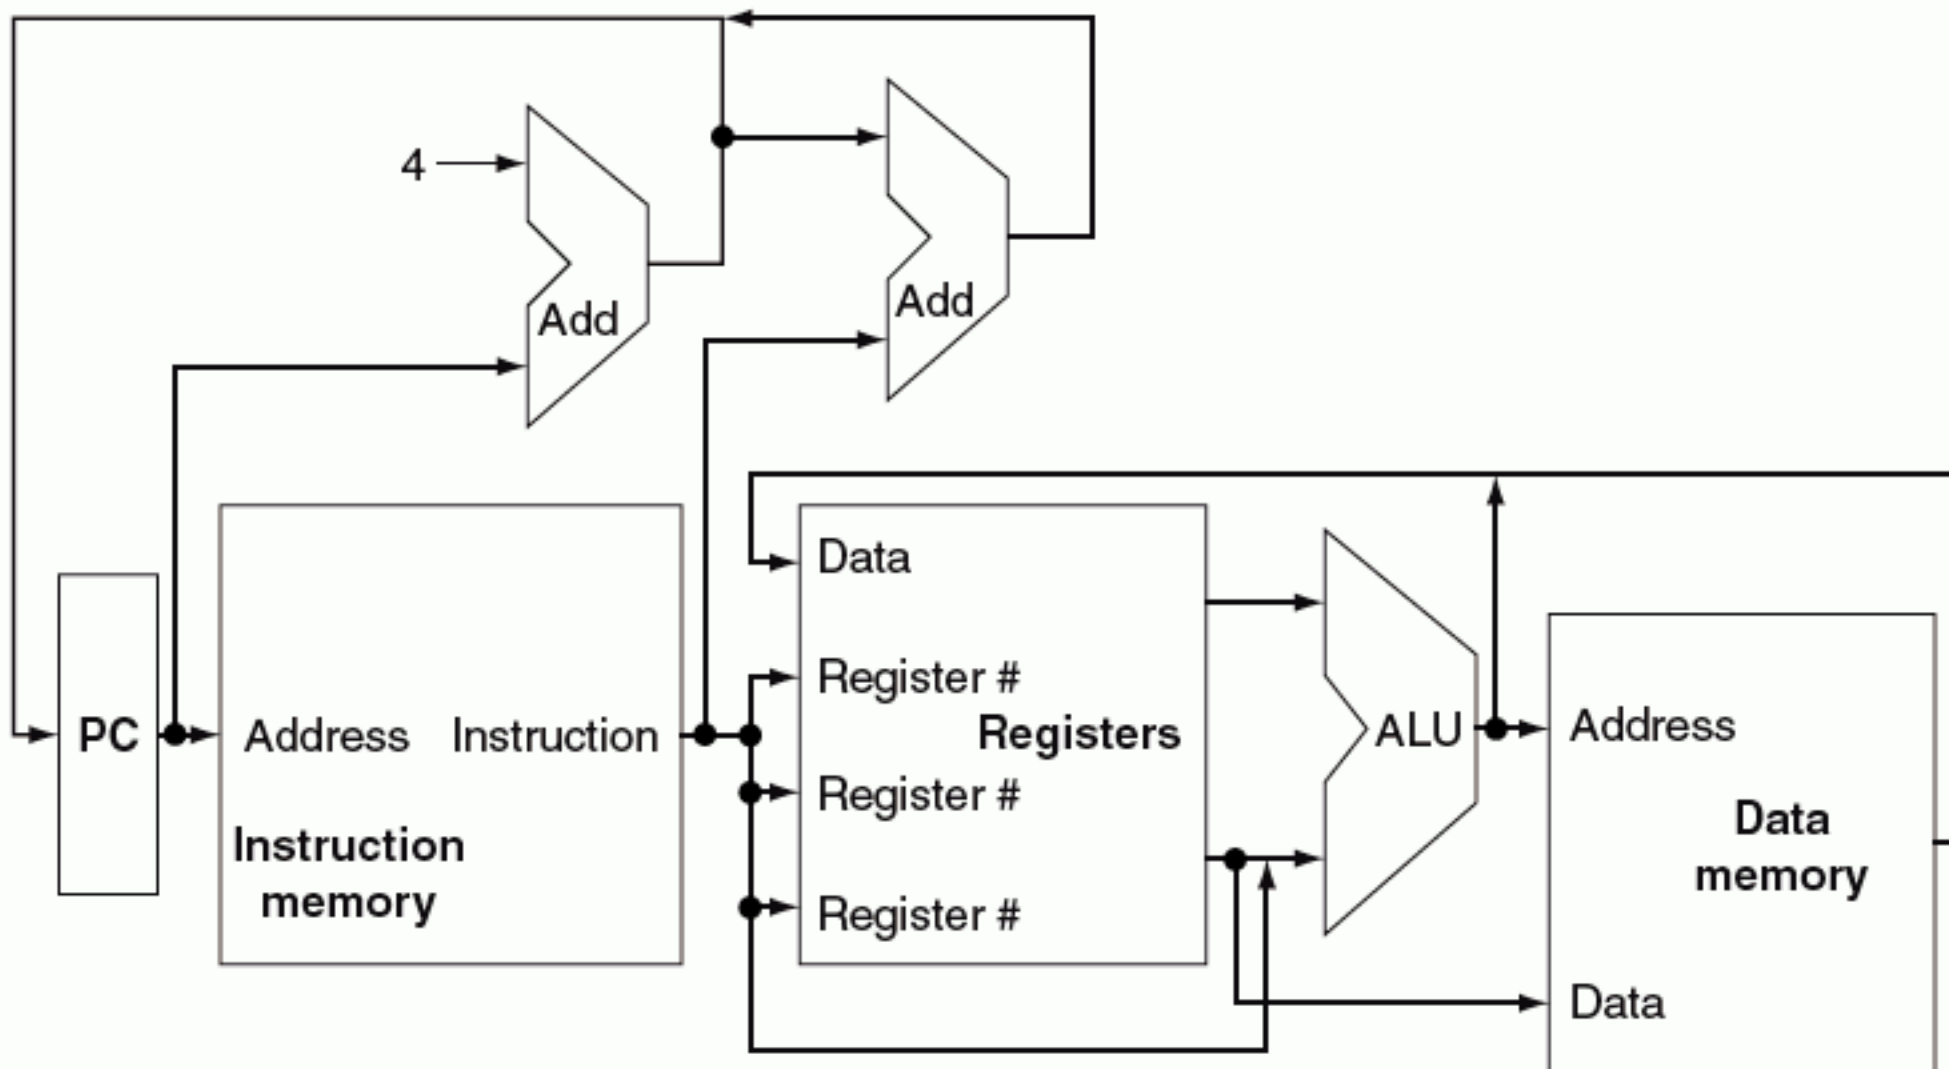 4
Add
Add
Data
Register #
PC
Address
Instruction
Registers
ALU
Address
Register #
Instruction
memory
Data
memory
Register #
Data